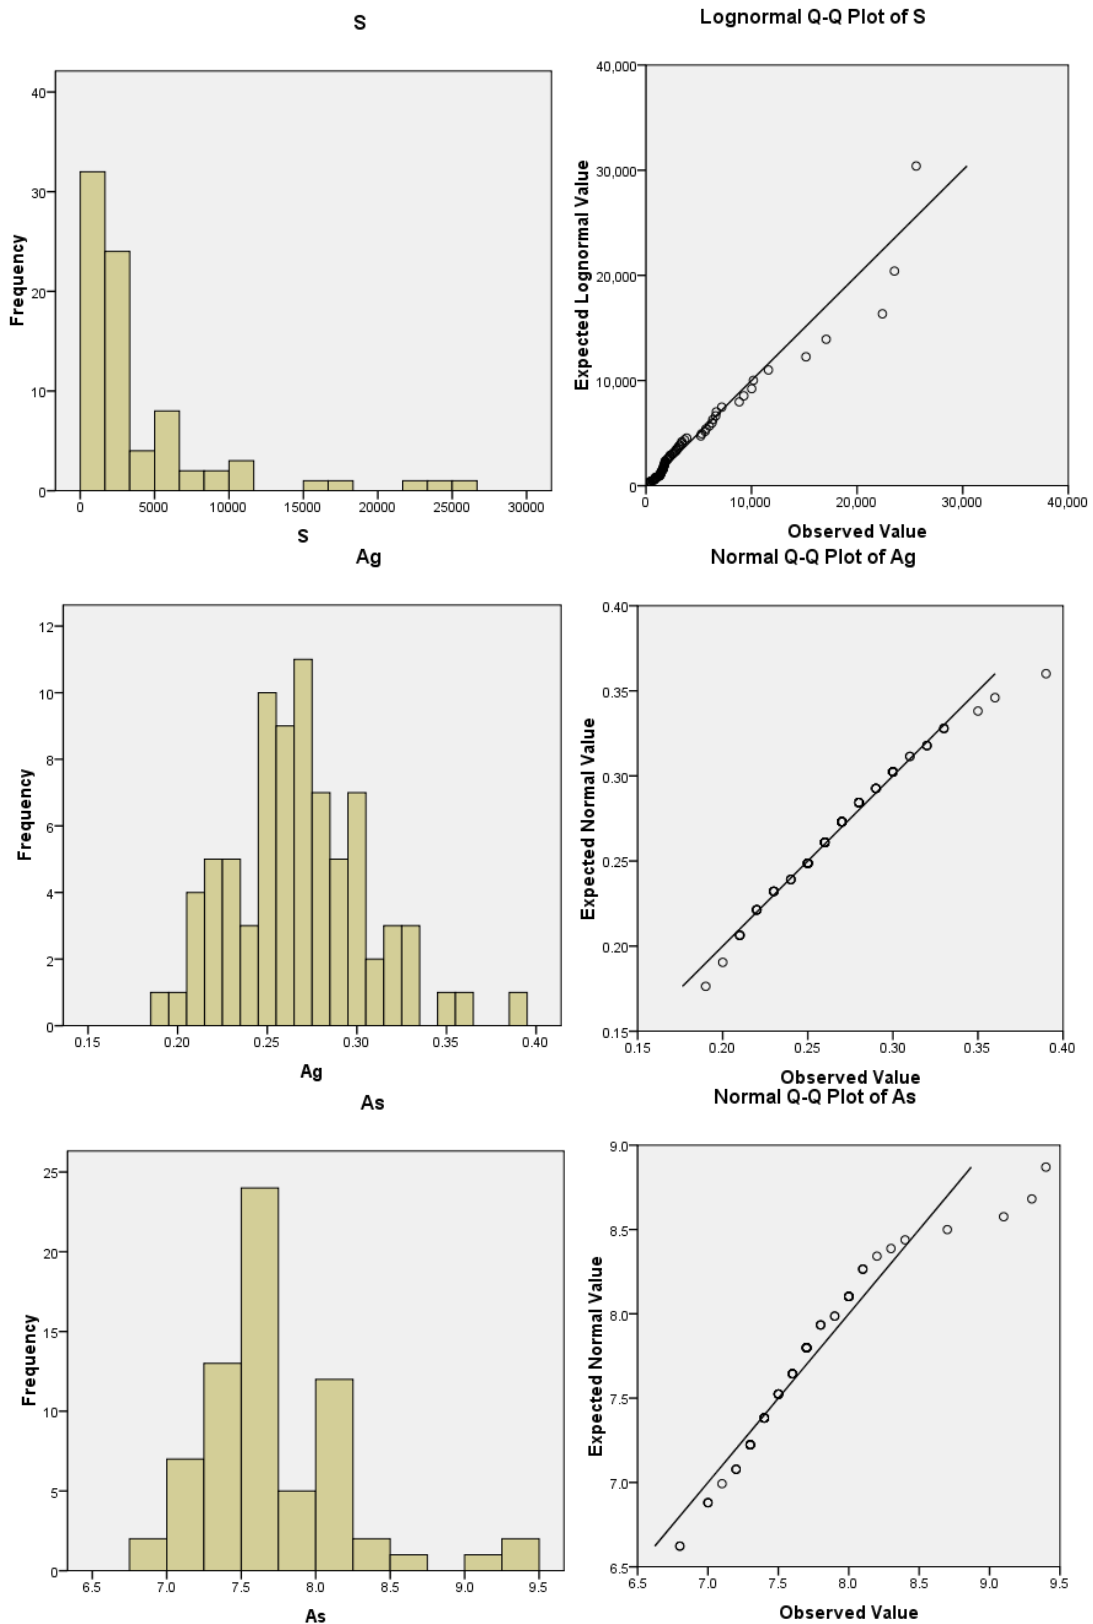 S
Lognormal Q-Q Plot of S
Frequency
40
30
20
10
0
0 5000 10000 15000 20000 25000 30000
S
Expected Lognormal Value
40,000
30,000
20,000
10,000
0
0 10,000 20,000 30,000 40,000
Observed Value
Ag
Normal Q-Q Plot of Ag
Frequency
12
10
8
6
4
2
0
0.15 0.20 0.25 0.30 0.35 0.40
Ag
Expected Normal Value
0.40
0.35
0.30
0.25
0.20
0.15
0.15 0.20 0.25 0.30 0.35 0.40
Observed Value
As
Normal Q-Q Plot of As
Frequency
25
20
15
10
5
0
6.5 7.0 7.5 8.0 8.5 9.0 9.5
As
Expected Normal Value
9.0
8.5
8.0
7.5
7.0
6.5
6.5 7.0 7.5 8.0 8.5 9.0 9.5
Observed Value